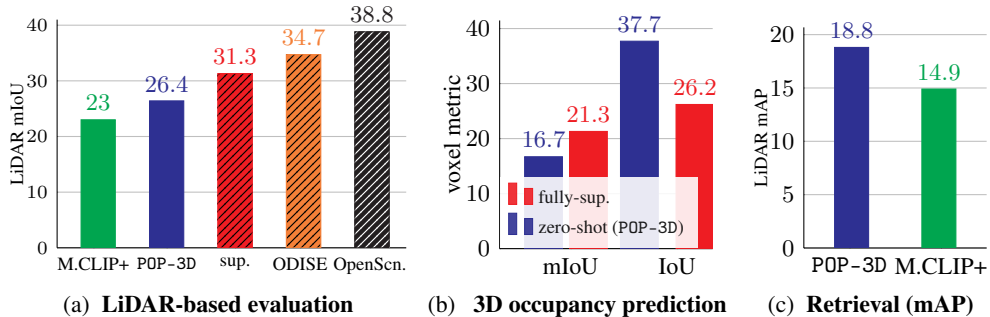 LiDAR mIoU
40
30
20
10
0
23
26.4
31.3
34.7
38.8
M.CLIP+ POP-3D sup. ODISE OpenScn.
(a) LiDAR-based evaluation
voxel metric
40
30
20
10
0
16.7
21.3
37.7
26.2
fully-sup.
zero-shot (POP-3D)
mIoU IoU
(b) 3D occupancy prediction
LiDAR mAP
20
15
10
5
0
18.8
14.9
POP-3D M.CLIP+
(c) Retrieval (mAP)